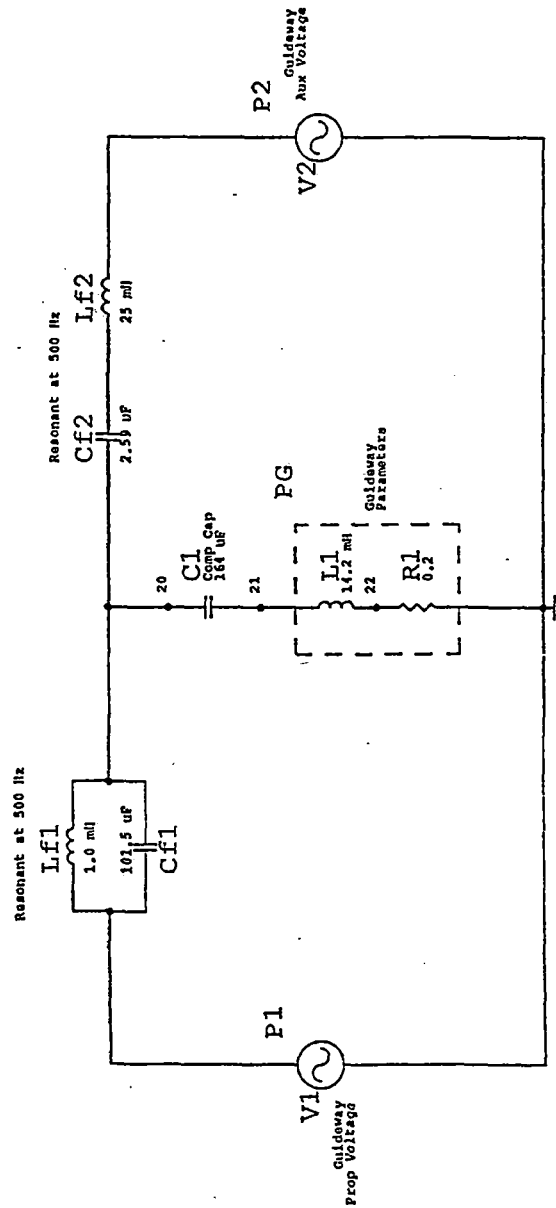 Resonant at 500 Hz
Lf1
1.0 mH
101.5 uF
Cf1
Resonant at 500 Hz
Cf2
2.59 uF
Lf2
25 mH
20
C1
Comp Cap
164 uF
21
PG
Guideway
Parameters
L1
14.2 mH
22
R1
0.2
P1
V1
Guideway
Prop Voltage
P2
V2
Guideway
Aux Voltage